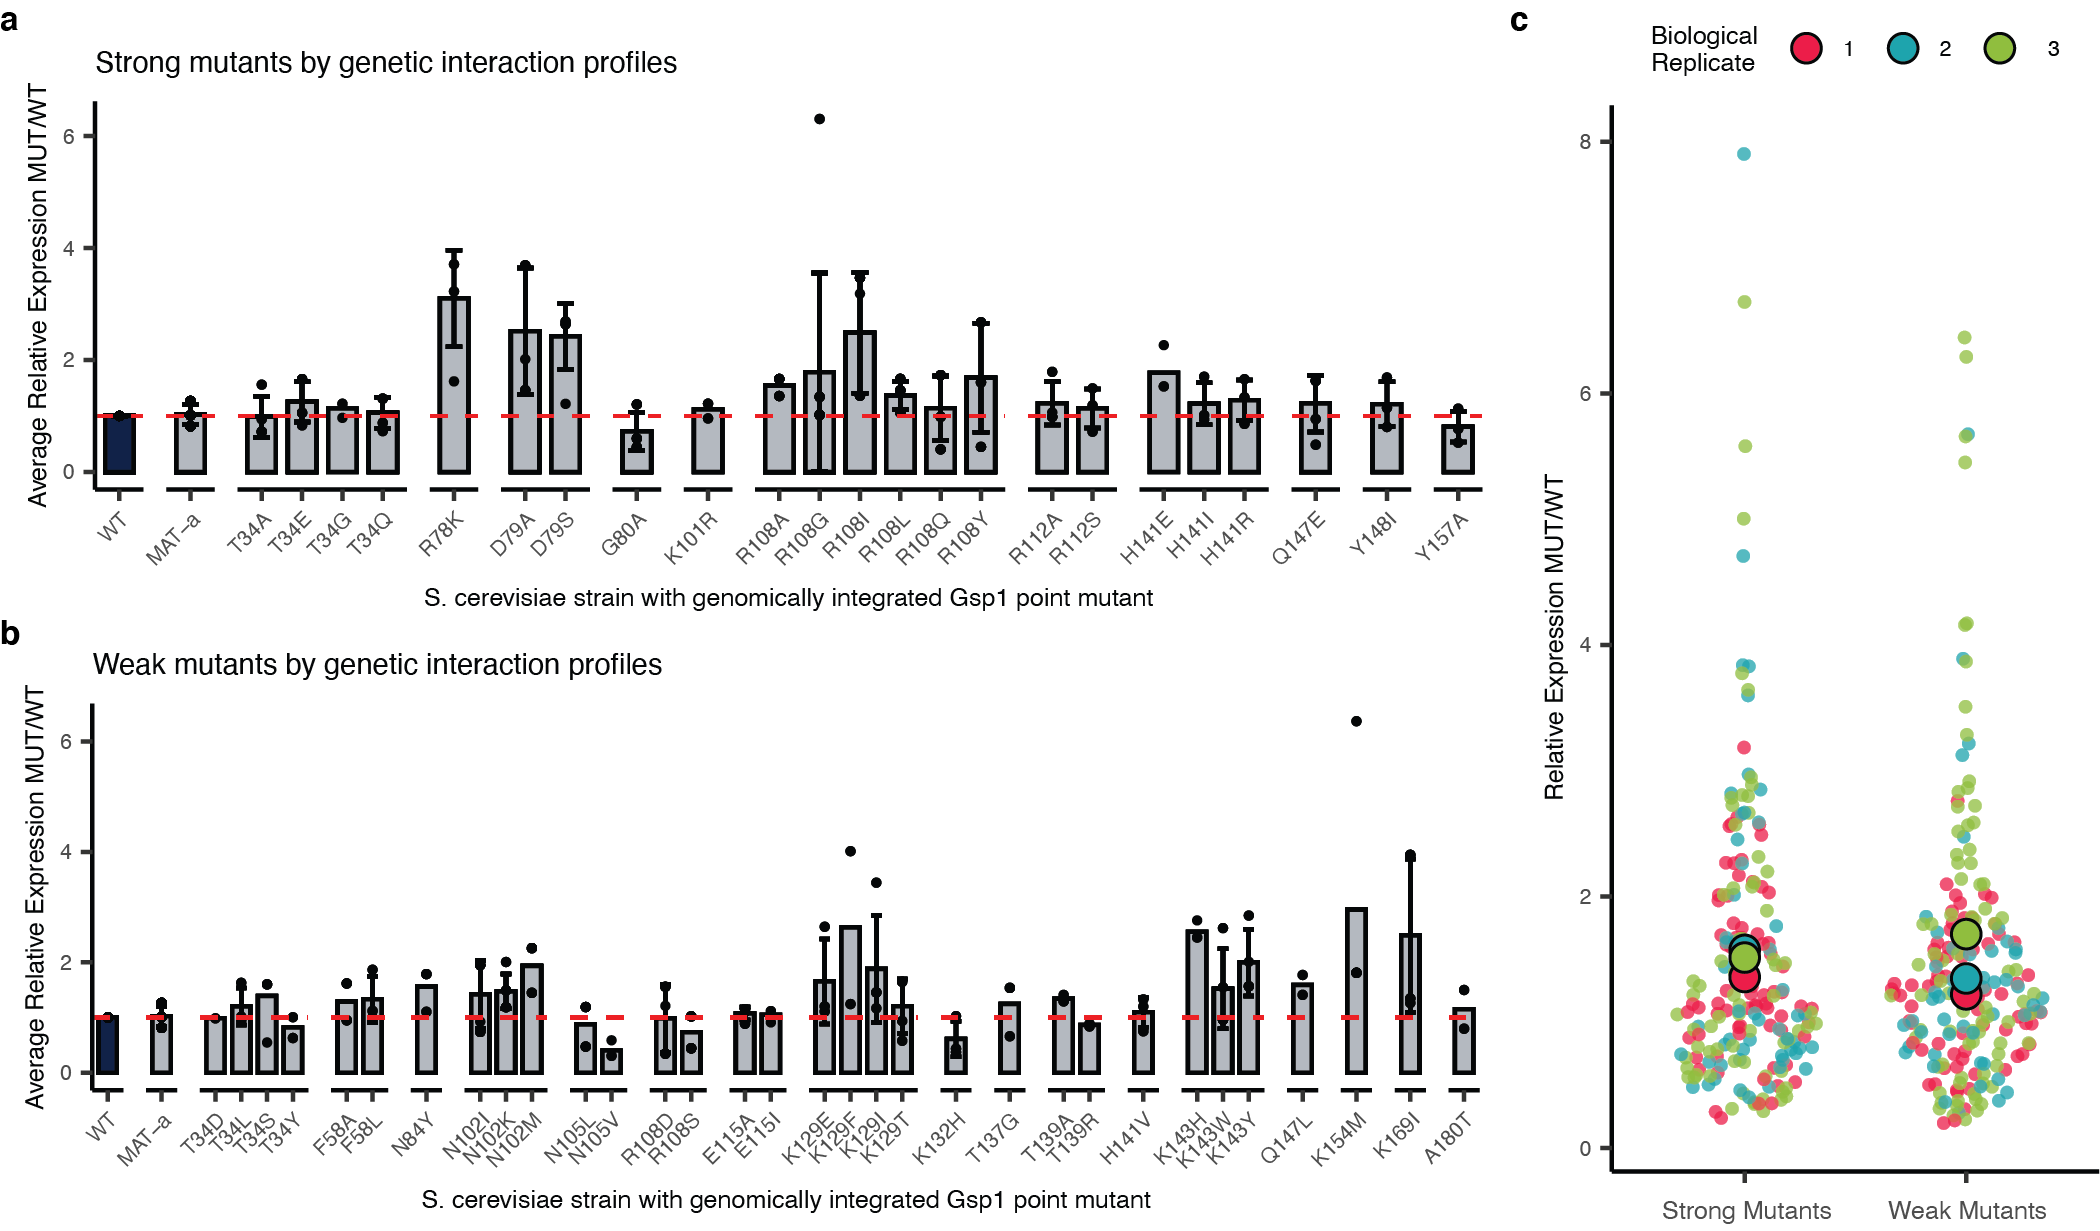 a
Strong mutants by genetic interaction profiles
Average Relative Expression MUT/WT
6
4
2
0
WT
MAT−a
T34A
T34E
T34G
T34Q
R78K
D79A
D79S
G80A
K101R
R108A
R108G
R108I
R108L
R108Q
R108Y
R112A
R112S
H141E
H141I
H141R
Q147E
Y148I
Y157A
S. cerevisiae strain with genomically integrated Gsp1 point mutant
b
Weak mutants by genetic interaction profiles
Average Relative Expression MUT/WT
6
4
2
0
WT
MAT−a
T34D
T34L
T34S
T34Y
F58A
F58L
N84Y
N102I
N102K
N102M
N105L
N105V
R108D
R108S
E115A
E115I
K129E
K129F
K129I
K129T
K132H
T137G
T139A
T139R
H141V
K143H
K143W
K143Y
Q147L
K154M
K169I
A180T
S. cerevisiae strain with genomically integrated Gsp1 point mutant
c
Biological
Replicate
1
2
3
Relative Expression MUT/WT
8
6
4
2
0
Strong Mutants
Weak Mutants